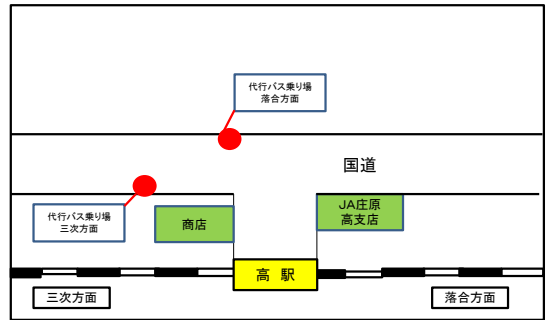 代行バス乗り場
落合方面
国道
代行バス乗り場
三次方面
商店
JA庄原
高支店
高 駅
三次方面
落合方面